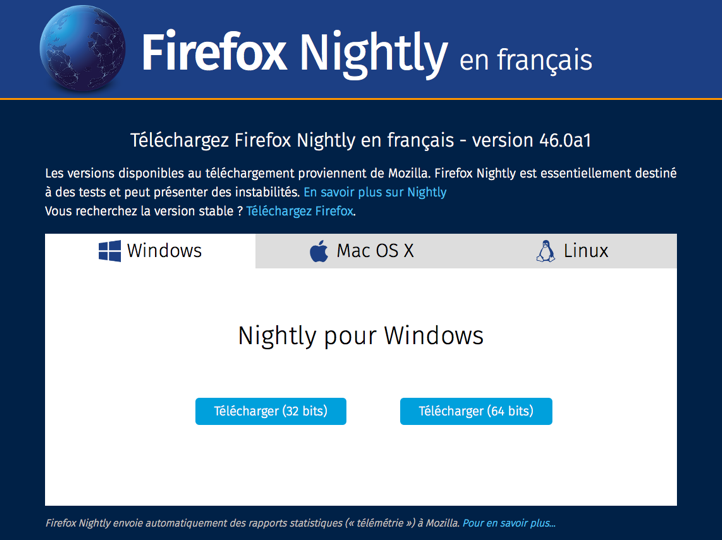 Firefox Nightly en français
Téléchargez Firefox Nightly en français - version 46.0a1
Les versions disponibles au téléchargement proviennent de Mozilla. Firefox Nightly est essentiellement destiné
à des tests et peut présenter des instabilités. En savoir plus sur Nightly
Vous recherchez la version stable ? Téléchargez Firefox.
Windows Mac OS X Linux
Nightly pour Windows
Télécharger (32 bits) Télécharger (64 bits)
Firefox Nightly envoie automatiquement des rapports statistiques (« télémétrie ») à Mozilla. Pour en savoir plus...